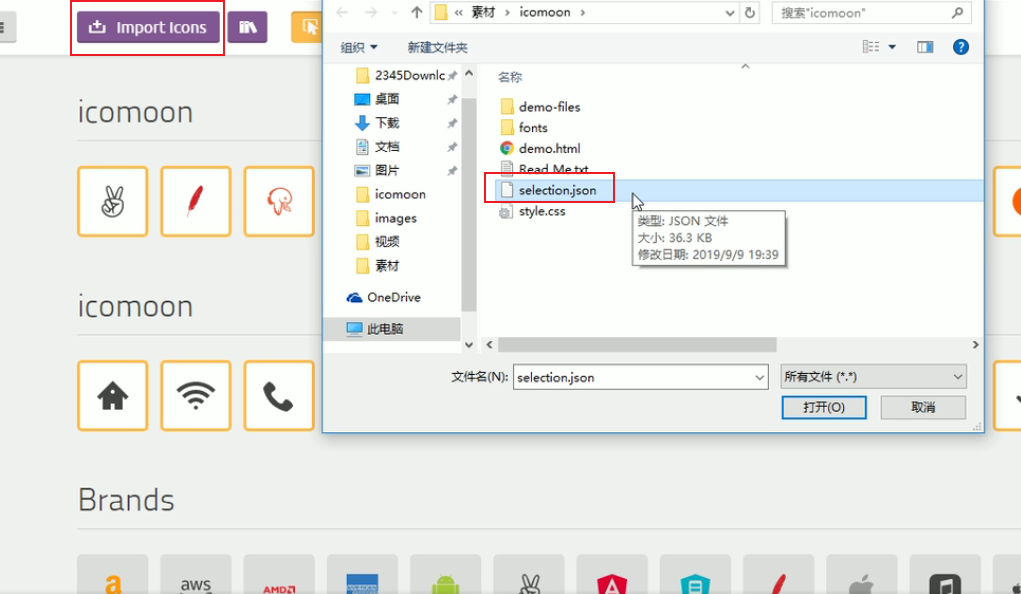 Import Icons
« 素材 › icomoon ›
搜索"icomoon"
组织
新建文件夹
2345Downlc
桌面
下载
文档
图片
icomoon
images
视频
素材
OneDrive
此电脑
名称
demo-files
fonts
demo.html
Read Me.txt
selection.json
style.css
类型: JSON 文件
大小: 36.3 KB
修改日期: 2019/9/9 19:39
文件名(N):
selection.json
所有文件 (*.*)
打开(O)
取消
icomoon
icomoon
Brands
aws
AMD